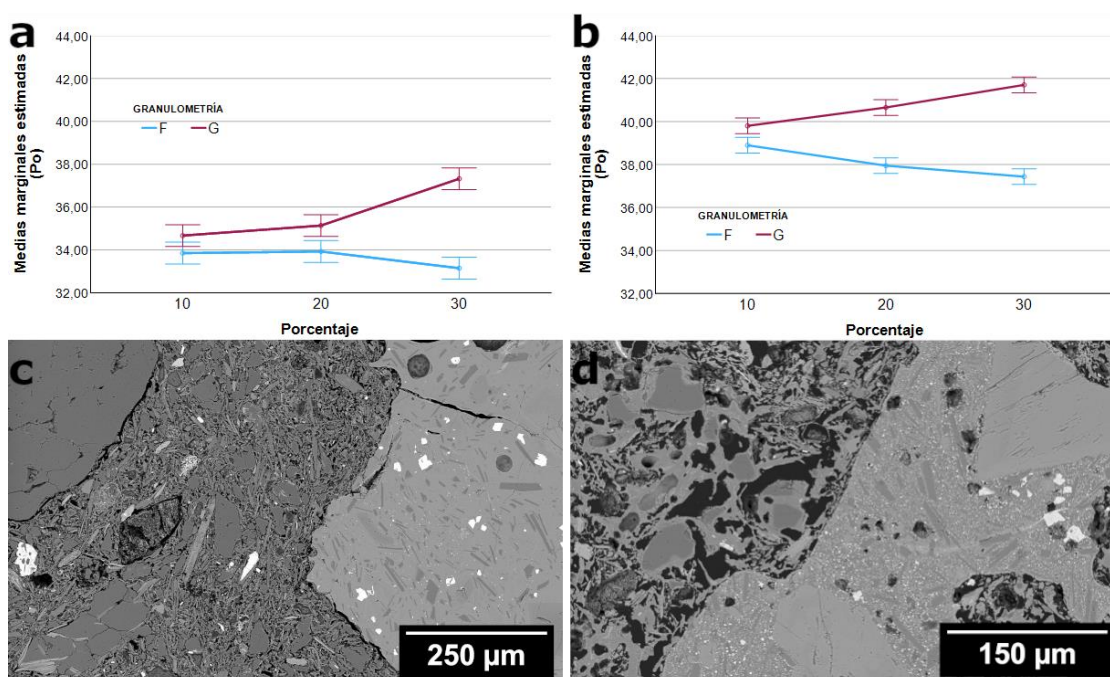 a
44,00
42,00
40,00
38,00
36,00
34,00
32,00
Medias marginales estimadas
(Po)
GRANULOMETRÍA
F G
10 20 30
Porcentaje
b
44,00
42,00
40,00
38,00
36,00
34,00
32,00
Medias marginales estimadas
(Po)
GRANULOMETRÍA
F G
10 20 30
Porcentaje
c
250 µm
d
150 µm